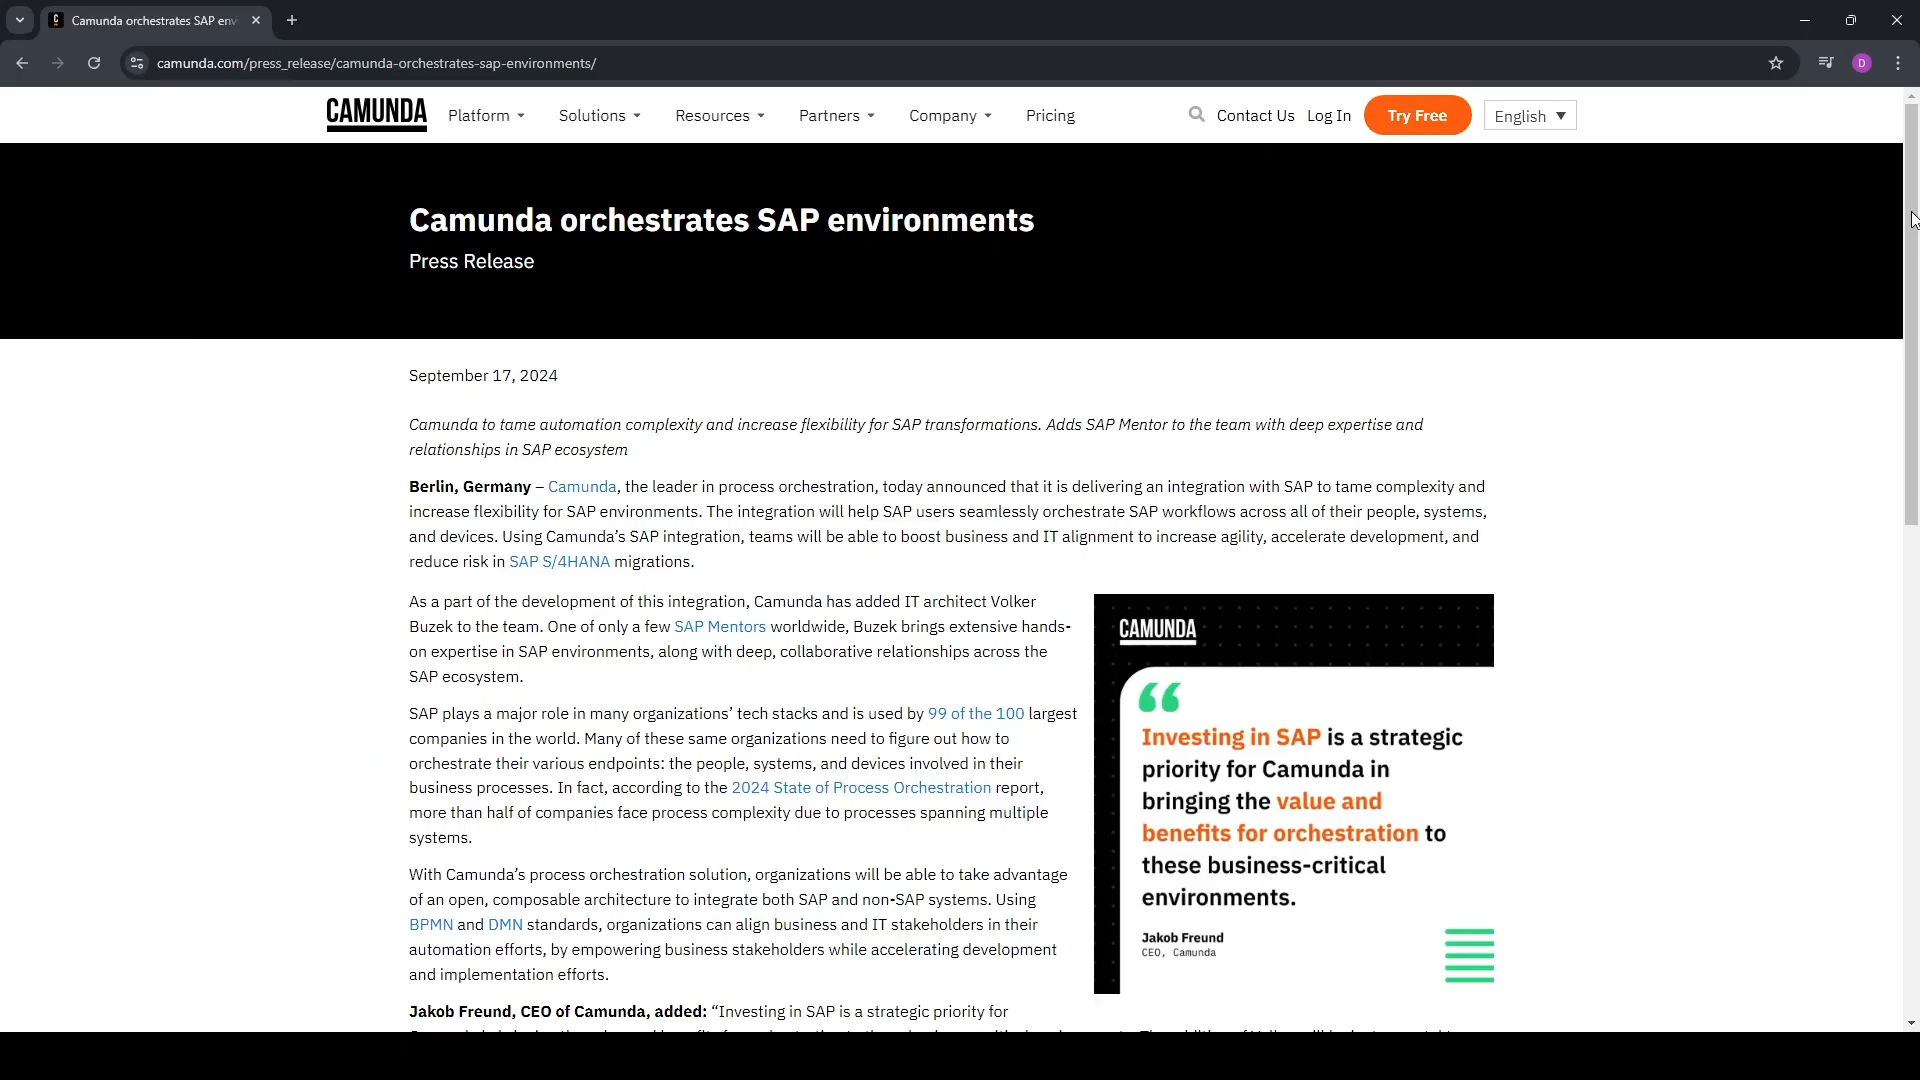 Camunda orchestrates SAP env
camunda.com/press_release/camunda-orchestrates-sap-environments/
D
CAMUNDA Platform Solutions Resources Partners Company Pricing Contact Us Log In Try Free English
Camunda orchestrates SAP environments
Press Release
September 17, 2024
Camunda to tame automation complexity and increase flexibility for SAP transformations. Adds SAP Mentor to the team with deep expertise and
relationships in SAP ecosystem
Berlin, Germany – Camunda, the leader in process orchestration, today announced that it is delivering an integration with SAP to tame complexity and
increase flexibility for SAP environments. The integration will help SAP users seamlessly orchestrate SAP workflows across all of their people, systems,
and devices. Using Camunda’s SAP integration, teams will be able to boost business and IT alignment to increase agility, accelerate development, and
reduce risk in SAP S/4HANA migrations.
As a part of the development of this integration, Camunda has added IT architect Volker
Buzek to the team. One of only a few SAP Mentors worldwide, Buzek brings extensive hands-
on expertise in SAP environments, along with deep, collaborative relationships across the
SAP ecosystem.
SAP plays a major role in many organizations’ tech stacks and is used by 99 of the 100 largest
companies in the world. Many of these same organizations need to figure out how to
orchestrate their various endpoints: the people, systems, and devices involved in their
business processes. In fact, according to the 2024 State of Process Orchestration report,
more than half of companies face process complexity due to processes spanning multiple
systems.
With Camunda’s process orchestration solution, organizations will be able to take advantage
of an open, composable architecture to integrate both SAP and non-SAP systems. Using
BPMN and DMN standards, organizations can align business and IT stakeholders in their
automation efforts, by empowering business stakeholders while accelerating development
and implementation efforts.
Jakob Freund, CEO of Camunda, added: “Investing in SAP is a strategic priority for
CAMUNDA
“
Investing in SAP is a strategic
priority for Camunda in
bringing the value and
benefits for orchestration to
these business-critical
environments.
Jakob Freund
CEO, Camunda